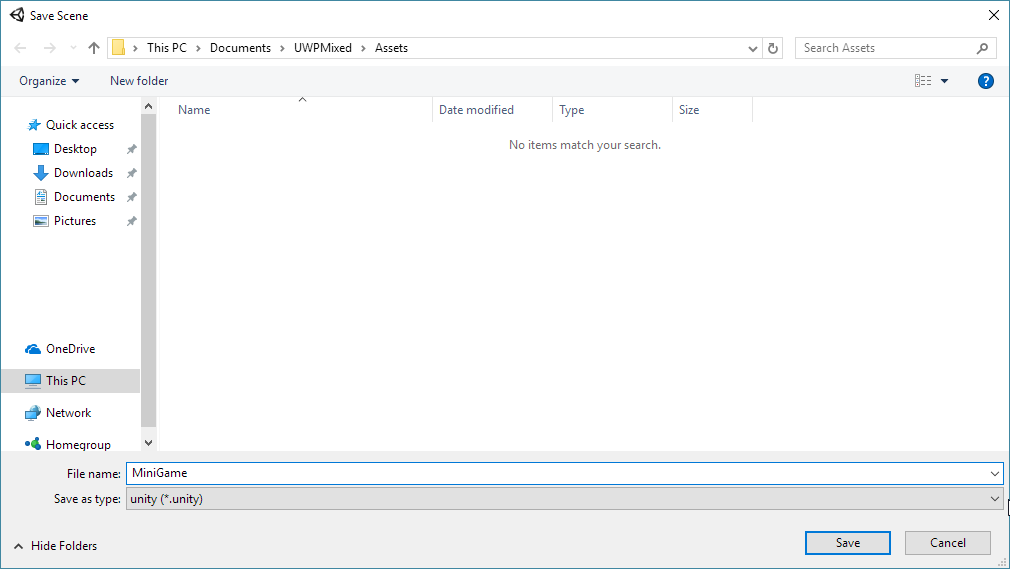 Save Scene
This PC Documents UWPMixed Assets Search Assets
Organize New folder
Name Date modified Type Size
No items match your search.
Quick access
Desktop
Downloads
Documents
Pictures
OneDrive
This PC
Network
Homegroup
File name: MiniGame
Save as type: unity (*.unity)
Hide Folders Save Cancel